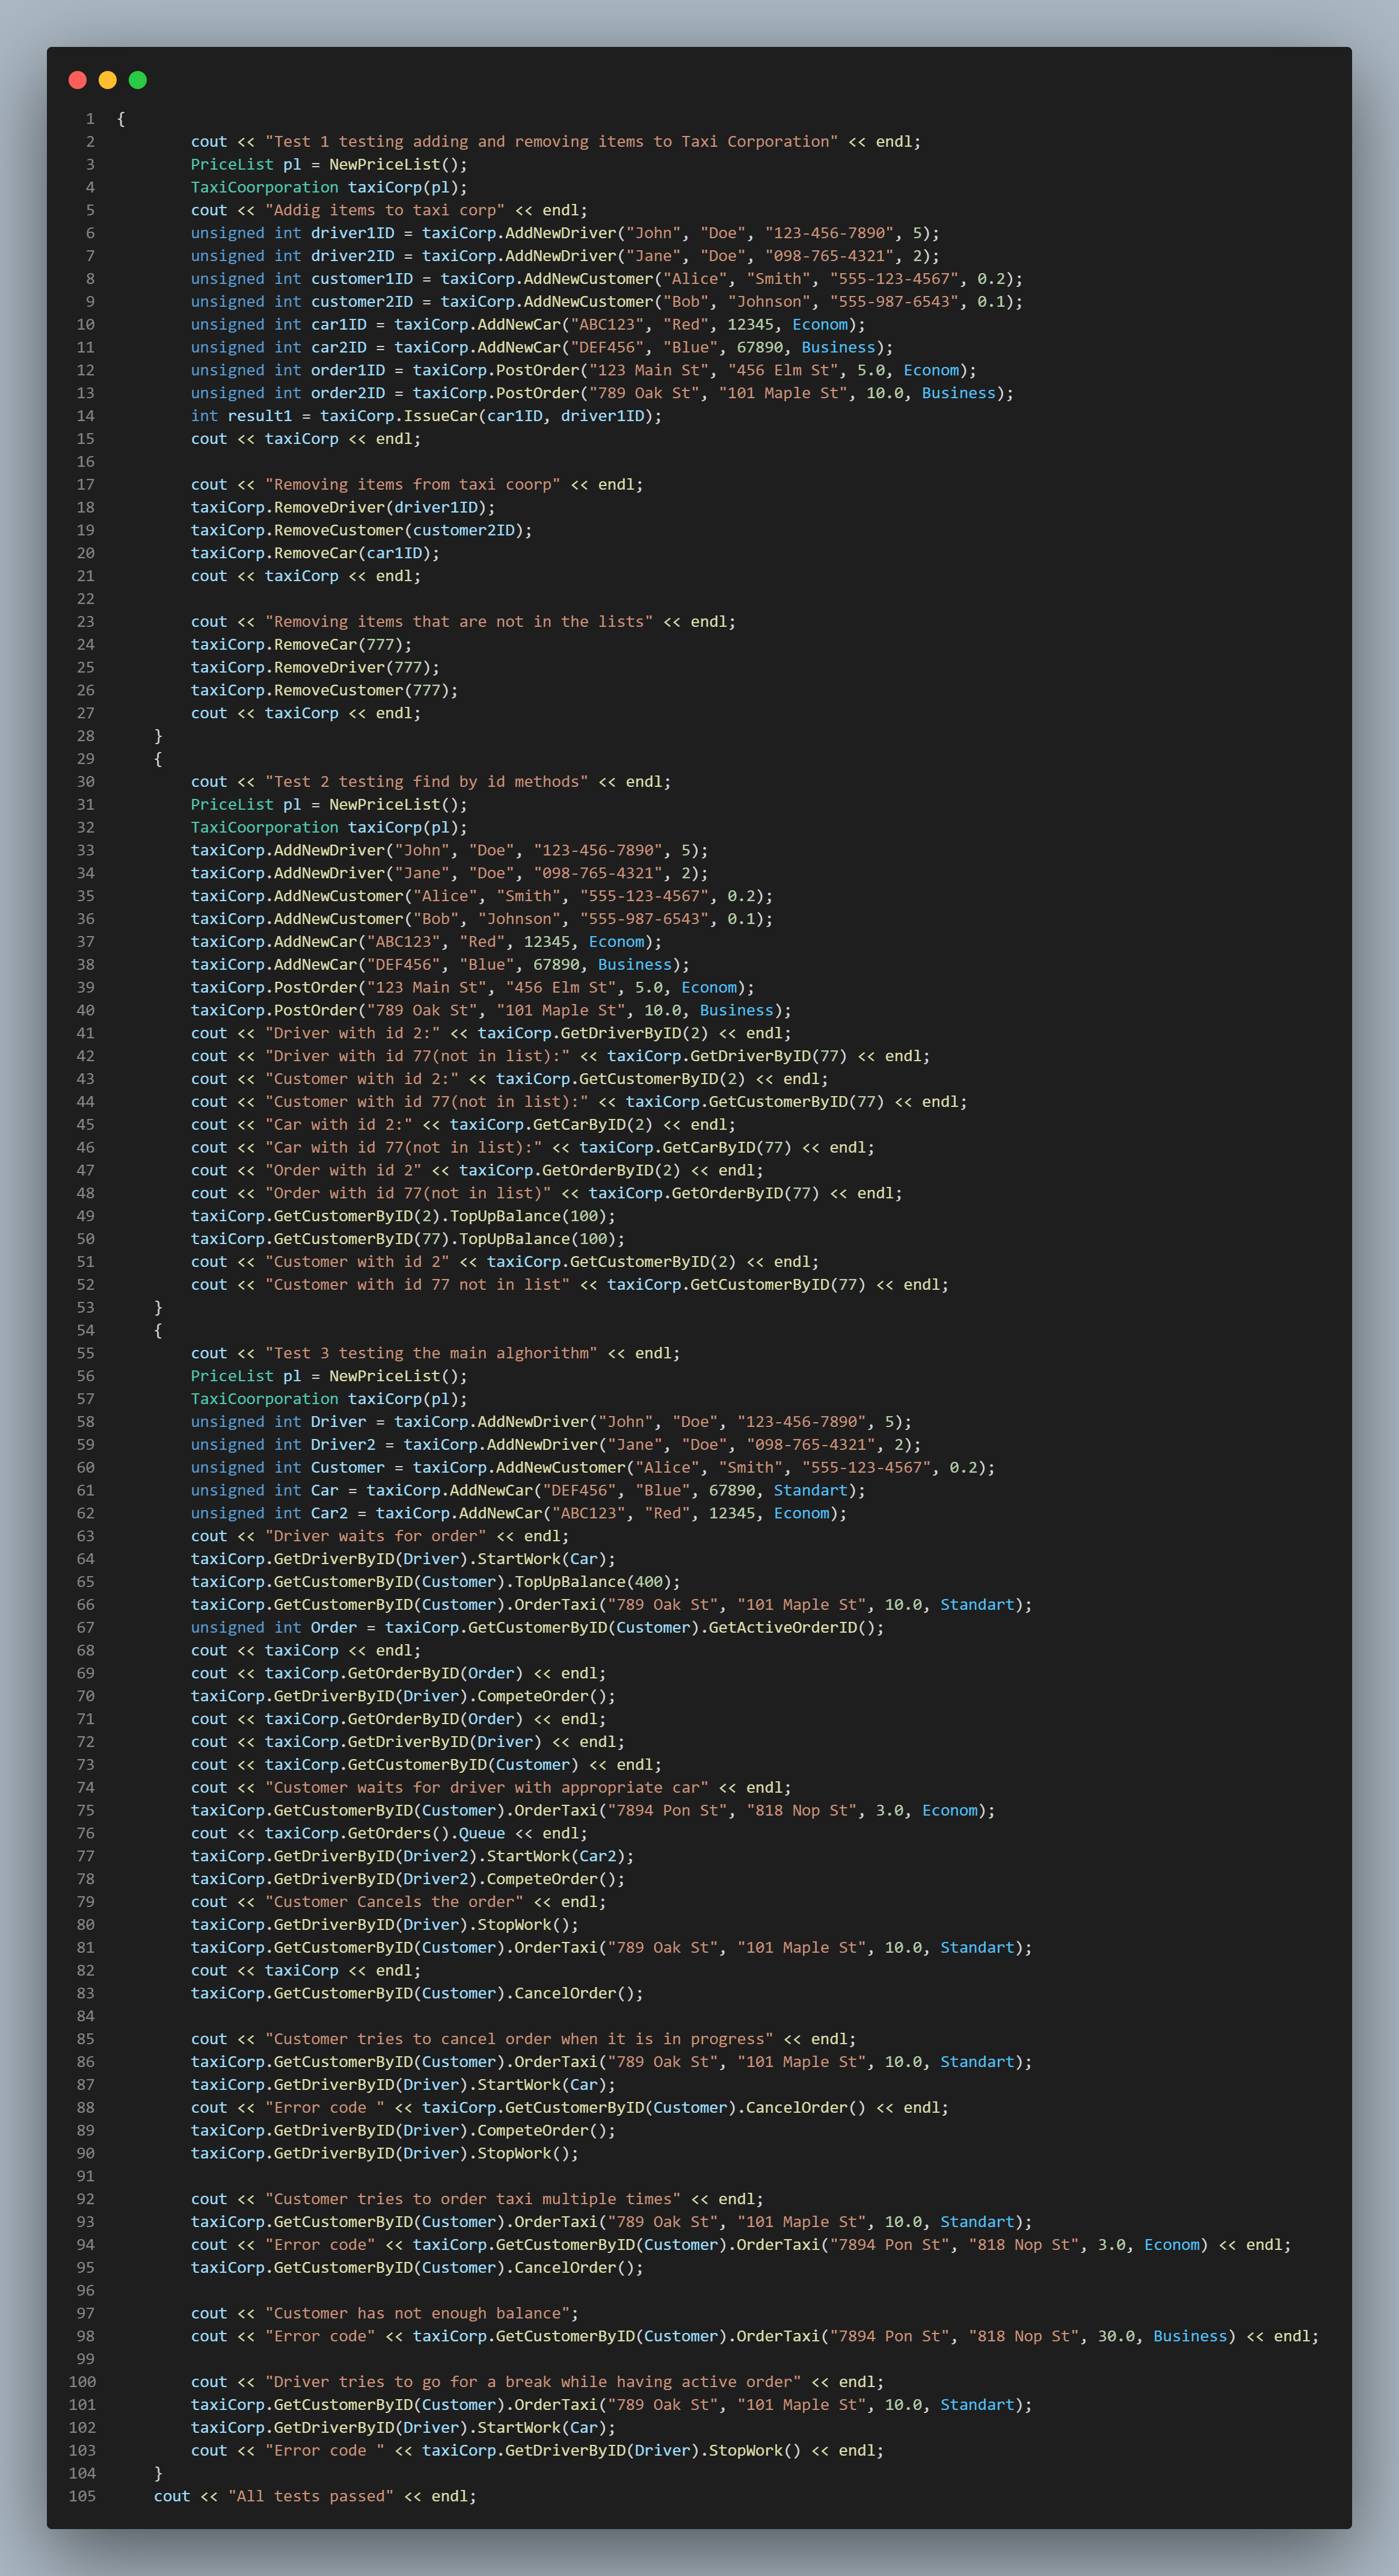 1 {
2 cout << "Test 1 testing adding and removing items to Taxi Corporation" << endl;
3 PriceList pl = NewPriceList();
4 TaxiCoorporation taxiCorp(pl);
5 cout << "Addig items to taxi corp" << endl;
6 unsigned int driver1ID = taxiCorp.AddNewDriver("John", "Doe", "123-456-7890", 5);
7 unsigned int driver2ID = taxiCorp.AddNewDriver("Jane", "Doe", "098-765-4321", 2);
8 unsigned int customer1ID = taxiCorp.AddNewCustomer("Alice", "Smith", "555-123-4567", 0.2);
9 unsigned int customer2ID = taxiCorp.AddNewCustomer("Bob", "Johnson", "555-987-6543", 0.1);
10 unsigned int car1ID = taxiCorp.AddNewCar("ABC123", "Red", 12345, Econom);
11 unsigned int car2ID = taxiCorp.AddNewCar("DEF456", "Blue", 67890, Business);
12 unsigned int order1ID = taxiCorp.PostOrder("123 Main St", "456 Elm St", 5.0, Econom);
13 unsigned int order2ID = taxiCorp.PostOrder("789 Oak St", "101 Maple St", 10.0, Business);
14 int result1 = taxiCorp.IssueCar(car1ID, driver1ID);
15 cout << taxiCorp << endl;
16
17 cout << "Removing items from taxi coorp" << endl;
18 taxiCorp.RemoveDriver(driver1ID);
19 taxiCorp.RemoveCustomer(customer2ID);
20 taxiCorp.RemoveCar(car1ID);
21 cout << taxiCorp << endl;
22
23 cout << "Removing items that are not in the lists" << endl;
24 taxiCorp.RemoveCar(777);
25 taxiCorp.RemoveDriver(777);
26 taxiCorp.RemoveCustomer(777);
27 cout << taxiCorp << endl;
28 }
29 {
30 cout << "Test 2 testing find by id methods" << endl;
31 PriceList pl = NewPriceList();
32 TaxiCoorporation taxiCorp(pl);
33 taxiCorp.AddNewDriver("John", "Doe", "123-456-7890", 5);
34 taxiCorp.AddNewDriver("Jane", "Doe", "098-765-4321", 2);
35 taxiCorp.AddNewCustomer("Alice", "Smith", "555-123-4567", 0.2);
36 taxiCorp.AddNewCustomer("Bob", "Johnson", "555-987-6543", 0.1);
37 taxiCorp.AddNewCar("ABC123", "Red", 12345, Econom);
38 taxiCorp.AddNewCar("DEF456", "Blue", 67890, Business);
39 taxiCorp.PostOrder("123 Main St", "456 Elm St", 5.0, Econom);
40 taxiCorp.PostOrder("789 Oak St", "101 Maple St", 10.0, Business);
41 cout << "Driver with id 2:" << taxiCorp.GetDriverByID(2) << endl;
42 cout << "Driver with id 77(not in list):" << taxiCorp.GetDriverByID(77) << endl;
43 cout << "Customer with id 2:" << taxiCorp.GetCustomerByID(2) << endl;
44 cout << "Customer with id 77(not in list):" << taxiCorp.GetCustomerByID(77) << endl;
45 cout << "Car with id 2:" << taxiCorp.GetCarByID(2) << endl;
46 cout << "Car with id 77(not in list):" << taxiCorp.GetCarByID(77) << endl;
47 cout << "Order with id 2" << taxiCorp.GetOrderByID(2) << endl;
48 cout << "Order with id 77(not in list)" << taxiCorp.GetOrderByID(77) << endl;
49 taxiCorp.GetCustomerByID(2).TopUpBalance(100);
50 taxiCorp.GetCustomerByID(77).TopUpBalance(100);
51 cout << "Customer with id 2" << taxiCorp.GetCustomerByID(2) << endl;
52 cout << "Customer with id 77 not in list" << taxiCorp.GetCustomerByID(77) << endl;
53 }
54 {
55 cout << "Test 3 testing the main alghorithm" << endl;
56 PriceList pl = NewPriceList();
57 TaxiCoorporation taxiCorp(pl);
58 unsigned int Driver = taxiCorp.AddNewDriver("John", "Doe", "123-456-7890", 5);
59 unsigned int Driver2 = taxiCorp.AddNewDriver("Jane", "Doe", "098-765-4321", 2);
60 unsigned int Customer = taxiCorp.AddNewCustomer("Alice", "Smith", "555-123-4567", 0.2);
61 unsigned int Car = taxiCorp.AddNewCar("DEF456", "Blue", 67890, Standart);
62 unsigned int Car2 = taxiCorp.AddNewCar("ABC123", "Red", 12345, Econom);
63 cout << "Driver waits for order" << endl;
64 taxiCorp.GetDriverByID(Driver).StartWork(Car);
65 taxiCorp.GetCustomerByID(Customer).TopUpBalance(400);
66 taxiCorp.GetCustomerByID(Customer).OrderTaxi("789 Oak St", "101 Maple St", 10.0, Standart);
67 unsigned int Order = taxiCorp.GetCustomerByID(Customer).GetActiveOrderID();
68 cout << taxiCorp << endl;
69 cout << taxiCorp.GetOrderByID(Order) << endl;
70 taxiCorp.GetDriverByID(Driver).CompeteOrder();
71 cout << taxiCorp.GetOrderByID(Order) << endl;
72 cout << taxiCorp.GetDriverByID(Driver) << endl;
73 cout << taxiCorp.GetCustomerByID(Customer) << endl;
74 cout << "Customer waits for driver with appropriate car" << endl;
75 taxiCorp.GetCustomerByID(Customer).OrderTaxi("7894 Pon St", "818 Nop St", 3.0, Econom);
76 cout << taxiCorp.GetOrders().Queue << endl;
77 taxiCorp.GetDriverByID(Driver2).StartWork(Car2);
78 taxiCorp.GetDriverByID(Driver2).CompeteOrder();
79 cout << "Customer Cancels the order" << endl;
80 taxiCorp.GetDriverByID(Driver).StopWork();
81 taxiCorp.GetCustomerByID(Customer).OrderTaxi("789 Oak St", "101 Maple St", 10.0, Standart);
82 cout << taxiCorp << endl;
83 taxiCorp.GetCustomerByID(Customer).CancelOrder();
84
85 cout << "Customer tries to cancel order when it is in progress" << endl;
86 taxiCorp.GetCustomerByID(Customer).OrderTaxi("789 Oak St", "101 Maple St", 10.0, Standart);
87 taxiCorp.GetDriverByID(Driver).StartWork(Car);
88 cout << "Error code " << taxiCorp.GetCustomerByID(Customer).CancelOrder() << endl;
89 taxiCorp.GetDriverByID(Driver).CompeteOrder();
90 taxiCorp.GetDriverByID(Driver).StopWork();
91
92 cout << "Customer tries to order taxi multiple times" << endl;
93 taxiCorp.GetCustomerByID(Customer).OrderTaxi("789 Oak St", "101 Maple St", 10.0, Standart);
94 cout << "Error code" << taxiCorp.GetCustomerByID(Customer).OrderTaxi("7894 Pon St", "818 Nop St", 3.0, Econom) << endl;
95 taxiCorp.GetCustomerByID(Customer).CancelOrder();
96
97 cout << "Customer has not enough balance";
98 cout << "Error code" << taxiCorp.GetCustomerByID(Customer).OrderTaxi("7894 Pon St", "818 Nop St", 30.0, Business) << endl;
99
100 cout << "Driver tries to go for a break while having active order" << endl;
101 taxiCorp.GetCustomerByID(Customer).OrderTaxi("789 Oak St", "101 Maple St", 10.0, Standart);
102 taxiCorp.GetDriverByID(Driver).StartWork(Car);
103 cout << "Error code " << taxiCorp.GetDriverByID(Driver).StopWork() << endl;
104 }
105 cout << "All tests passed" << endl;